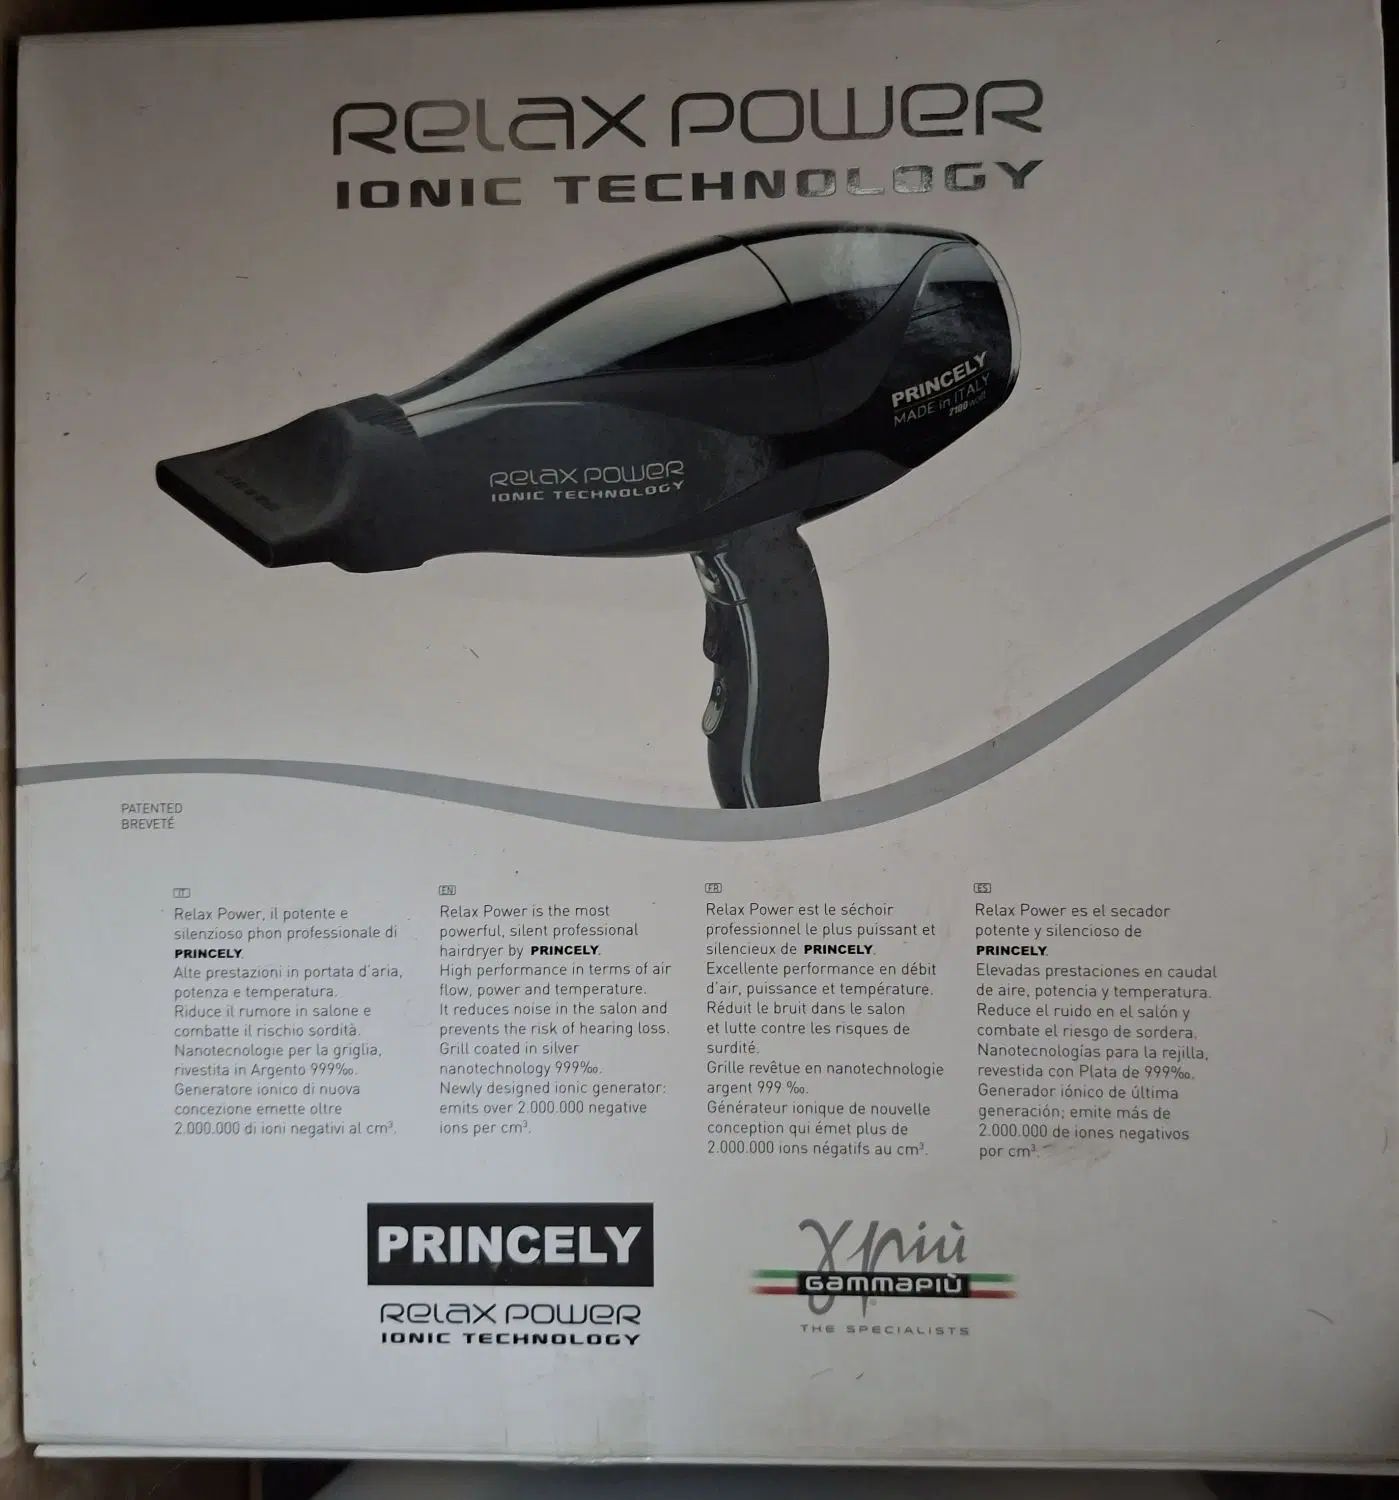 Relax Power
IONIC TECHNOLOGY
PRINCELY
MADE in ITALY
2100 watt
Relax Power
IONIC TECHNOLOGY
PATENTED
BREVETÉ
IT
Relax Power, il potente e
silenzioso phon professionale di
PRINCELY.
Alte prestazioni in portata d'aria,
potenza e temperatura.
Riduce il rumore in salone e
combatte il rischio sordità.
Nanotecnologie per la griglia,
rivestita in Argento 999‰.
Generatore ionico di nuova
concezione emette oltre
2.000.000 di ioni negativi al cm³.
EN
Relax Power is the most
powerful, silent professional
hairdryer by PRINCELY.
High performance in terms of air
flow, power and temperature.
It reduces noise in the salon and
prevents the risk of hearing loss.
Grill coated in silver
nanotechnology 999‰.
Newly designed ionic generator:
emits over 2.000.000 negative
ions per cm³.
FR
Relax Power est le séchoir
professionnel le plus puissant et
silencieux de PRINCELY.
Excellente performance en débit
d'air, puissance et température.
Réduit le bruit dans le salon
et lutte contre les risques de
surdité.
Grille revêtue en nanotechnologie
argent 999 ‰.
Générateur ionique de nouvelle
conception qui émet plus de
2.000.000 ions négatifs au cm³.
ES
Relax Power es el secador
potente y silencioso de
PRINCELY.
Elevadas prestaciones en caudal
de aire, potencia y temperatura.
Reduce el ruido en el salón y
combate el riesgo de sordera.
Nanotecnologías para la rejilla,
revestida con Plata de 999‰.
Generador iónico de última
generación; emite más de
2.000.000 de iones negativos
por cm³.
PRINCELY
Relax Power
IONIC TECHNOLOGY
γ più
GAMMAPIÙ
THE SPECIALISTS